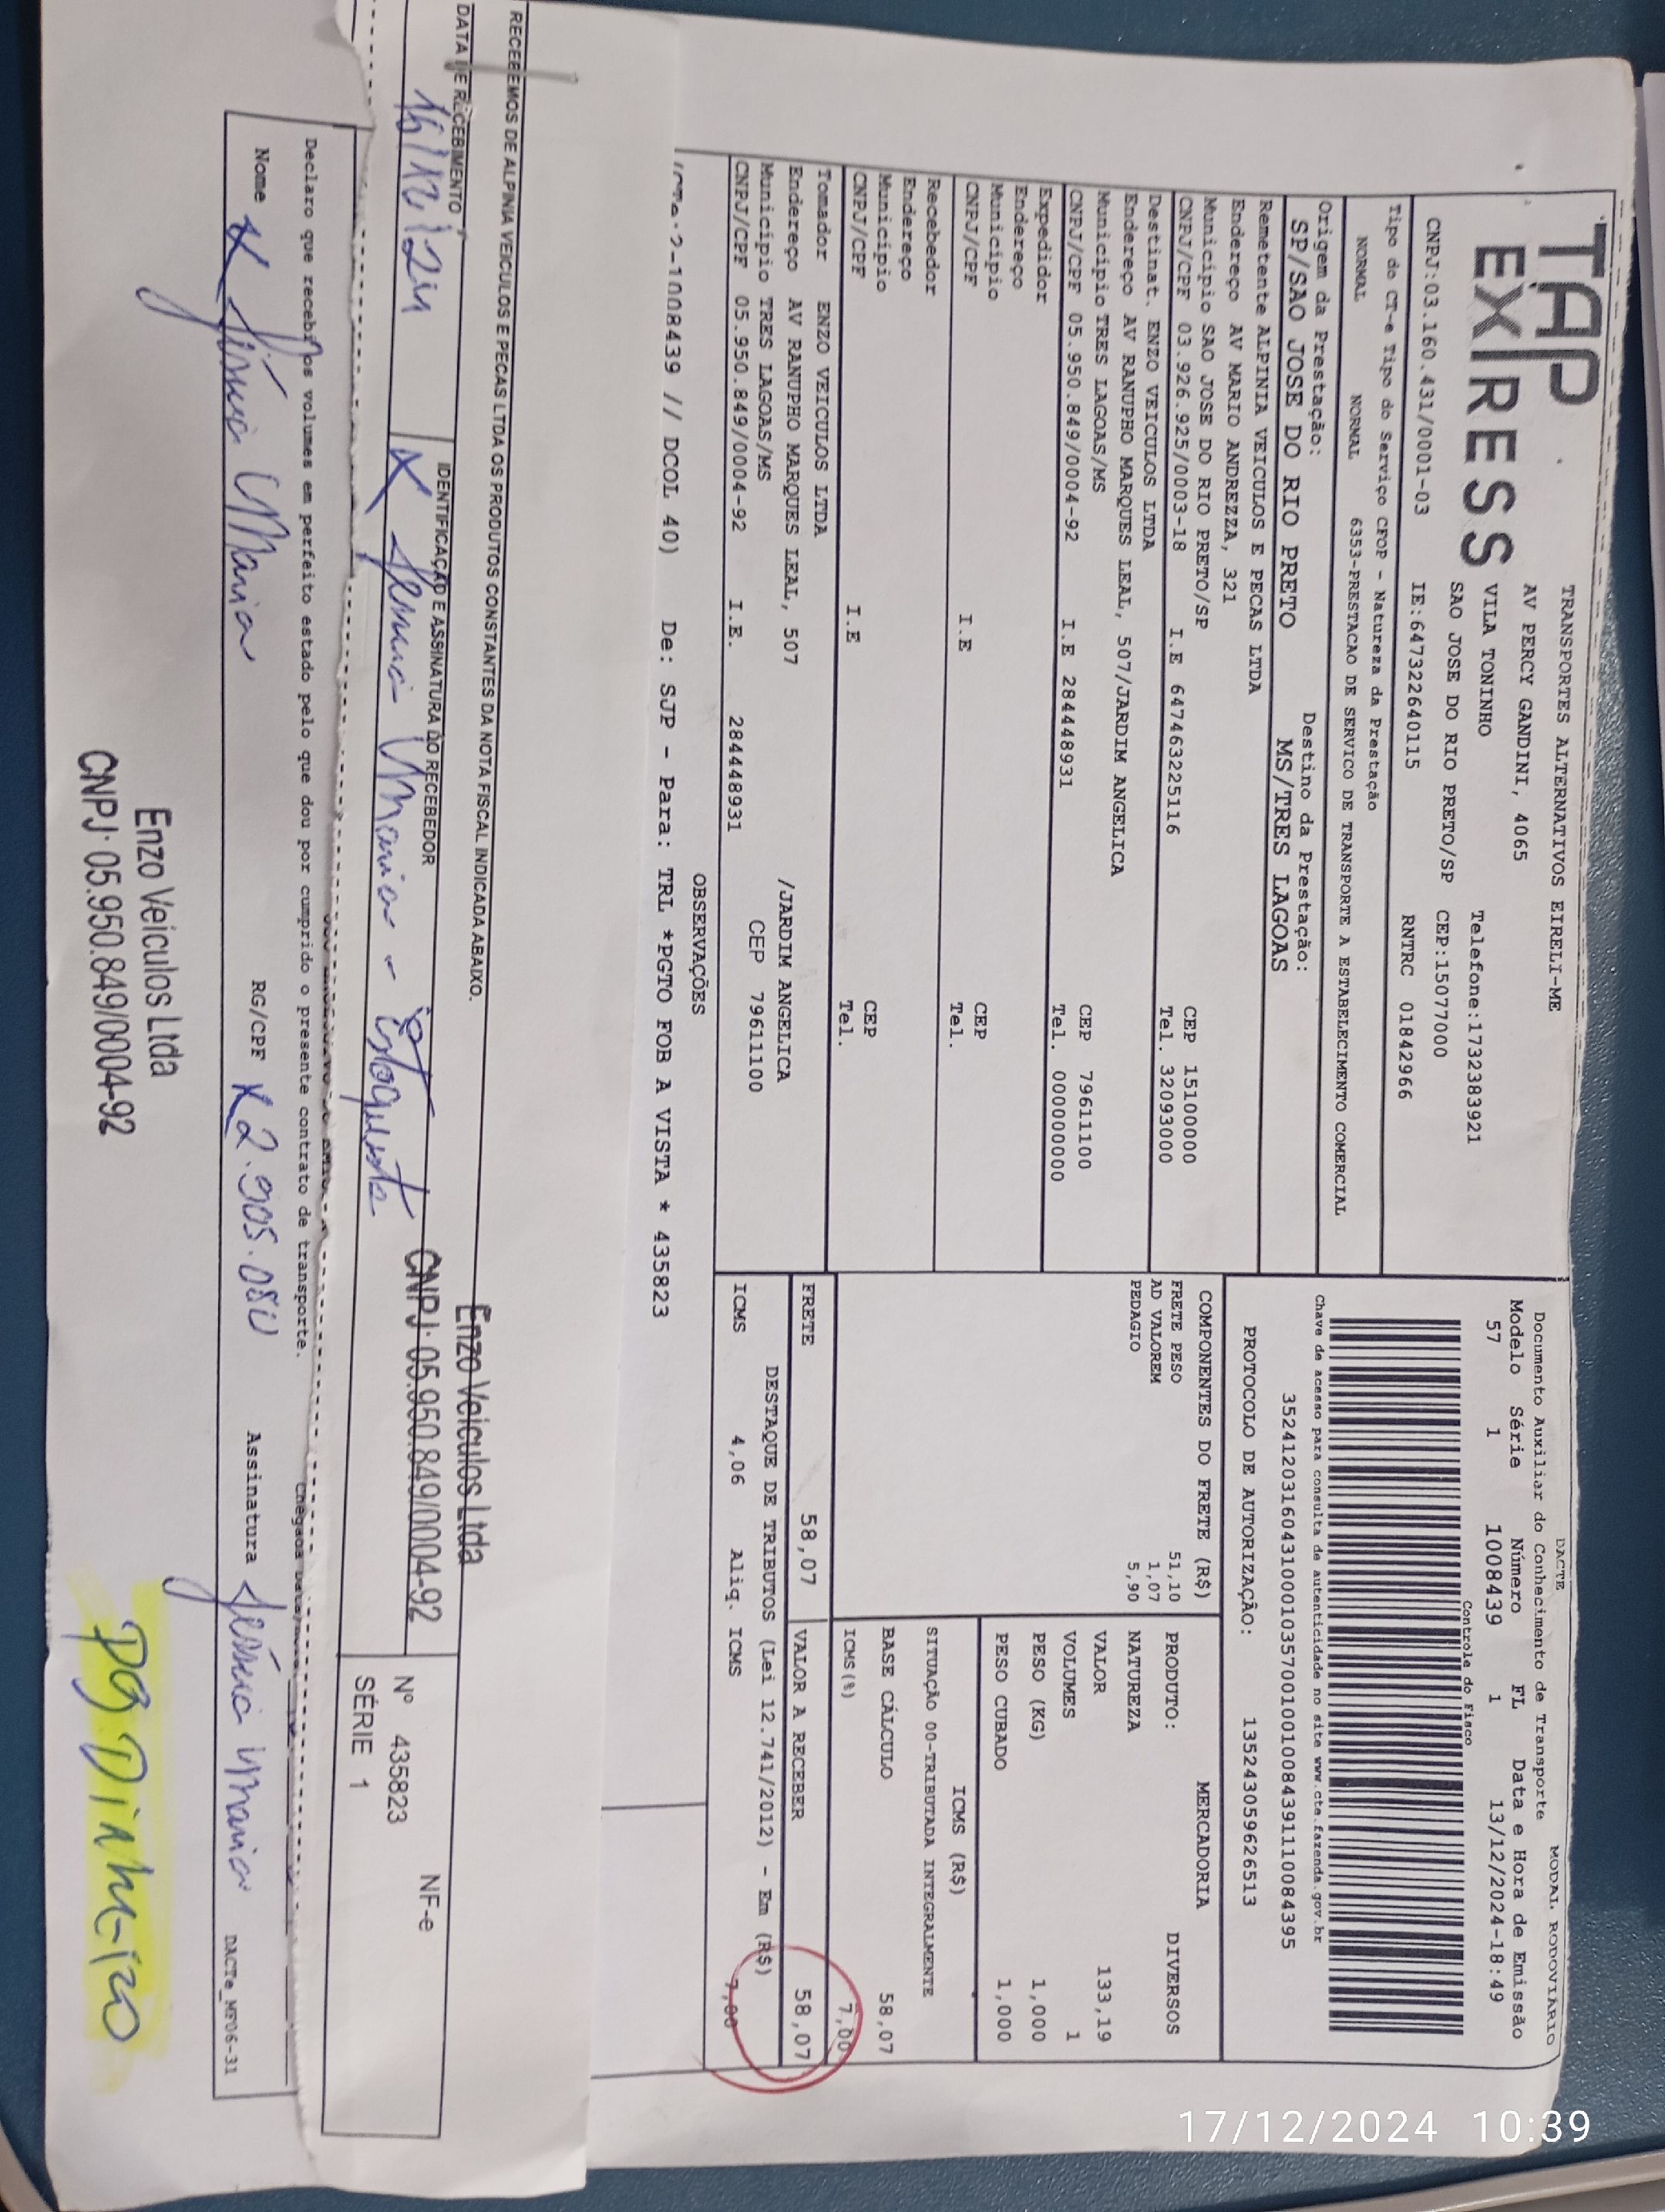 TAP
EXPRESS
TRANSPORTES ALTERNATIVOS EIRELI-ME
AV PERCY GANDINI, 4065
VILA TONINHO Telefone:1732383921
SAO JOSE DO RIO PRETO/SP CEP:15077000
CNPJ:03.160.431/0001-03 IE:647322640115 RNTRC 01842966
Tipo do CT-e Tipo do Serviço CFOP - Natureza da Prestação
NORMAL NORMAL 6353-PRESTACAO DE SERVICO DE TRANSPORTE A ESTABELECIMENTO COMERCIAL
Origem da Prestação: Destino da Prestação:
SP/SAO JOSE DO RIO PRETO MS/TRES LAGOAS
Remetente ALPINIA VEICULOS E PECAS LTDA
Endereço AV MARIO ANDREZZA, 321
Município SAO JOSE DO RIO PRETO/SP CEP 15100000
CNPJ/CPF 03.926.925/0003-18 I.E 647463225116 Tel. 32093000
Destinat. ENZO VEICULOS LTDA
Endereço AV RANUPHO MARQUES LEAL, 507/JARDIM ANGELICA
Município TRES LAGOAS/MS CEP 79611100
CNPJ/CPF 05.950.849/0004-92 I.E 284448931 Tel. 000000000
Expedidor
Endereço
Município CEP
CNPJ/CPF I.E Tel.
Recebedor
Endereço
Município CEP
CNPJ/CPF I.E Tel.
Tomador ENZO VEICULOS LTDA
Endereço AV RANUPHO MARQUES LEAL, 507 /JARDIM ANGELICA
Município TRES LAGOAS/MS CEP 79611100
CNPJ/CPF 05.950.849/0004-92 I.E. 284448931
DACTE MODAL RODOVIÁRIO
Documento Auxiliar do Conhecimento de Transporte
Modelo Série Número FL Data e Hora de Emissão
57 1 1008439 1 13/12/2024-18:49
Controle do Fisco
Chave de acesso para consulta de autenticidade no site www.cte.fazenda.gov.br
35241203160431000103570010010084391110084395
PROTOCOLO DE AUTORIZAÇÃO: 135243059626513
COMPONENTES DO FRETE (R$)
FRETE PESO 51,10
AD VALOREM 1,07
PEDAGIO 5,90
MERCADORIA
PRODUTO: DIVERSOS
NATUREZA
VALOR 133,19
VOLUMES 1
PESO (KG) 1,000
PESO CUBADO 1,000
ICMS (R$)
SITUAÇÃO 00-TRIBUTADA INTEGRALMENTE
BASE CÁLCULO 58,07
ICMS(%) 7,00
FRETE 58,07 VALOR A RECEBER 58,07
DESTAQUE DE TRIBUTOS (Lei 12.741/2012) - Em (R$)
ICMS 4,06 Aliq. ICMS 7,00
OBSERVAÇÕES
1008439 // DCOL 40) De: SJP - Para: TRL *PGTO FOB A VISTA * 435823
RECEBEMOS DE ALPINIA VEICULOS E PECAS LTDA OS PRODUTOS CONSTANTES DA NOTA FISCAL INDICADA ABAIXO.
DATA DE RECEBIMENTO IDENTIFICAÇÃO E ASSINATURA DO RECEBEDOR
16/12/24 X Jéssica Maria - Estoquista
Enzo Veiculos Ltda
CNPJ: 05.950.849/0004-92
NF-e
Nº 435823
SÉRIE 1
Declaro que recebi os volumes em perfeito estado pelo que dou por cumprido o presente contrato de transporte.
Nome X Jéssica Maria RG/CPF X 2.905.080 Assinatura Jéssica Maria
DACTe_MF06-31
Enzo Veiculos Ltda
CNPJ: 05.950.849/0004-92
PG Dinheiro
17/12/2024 10:39